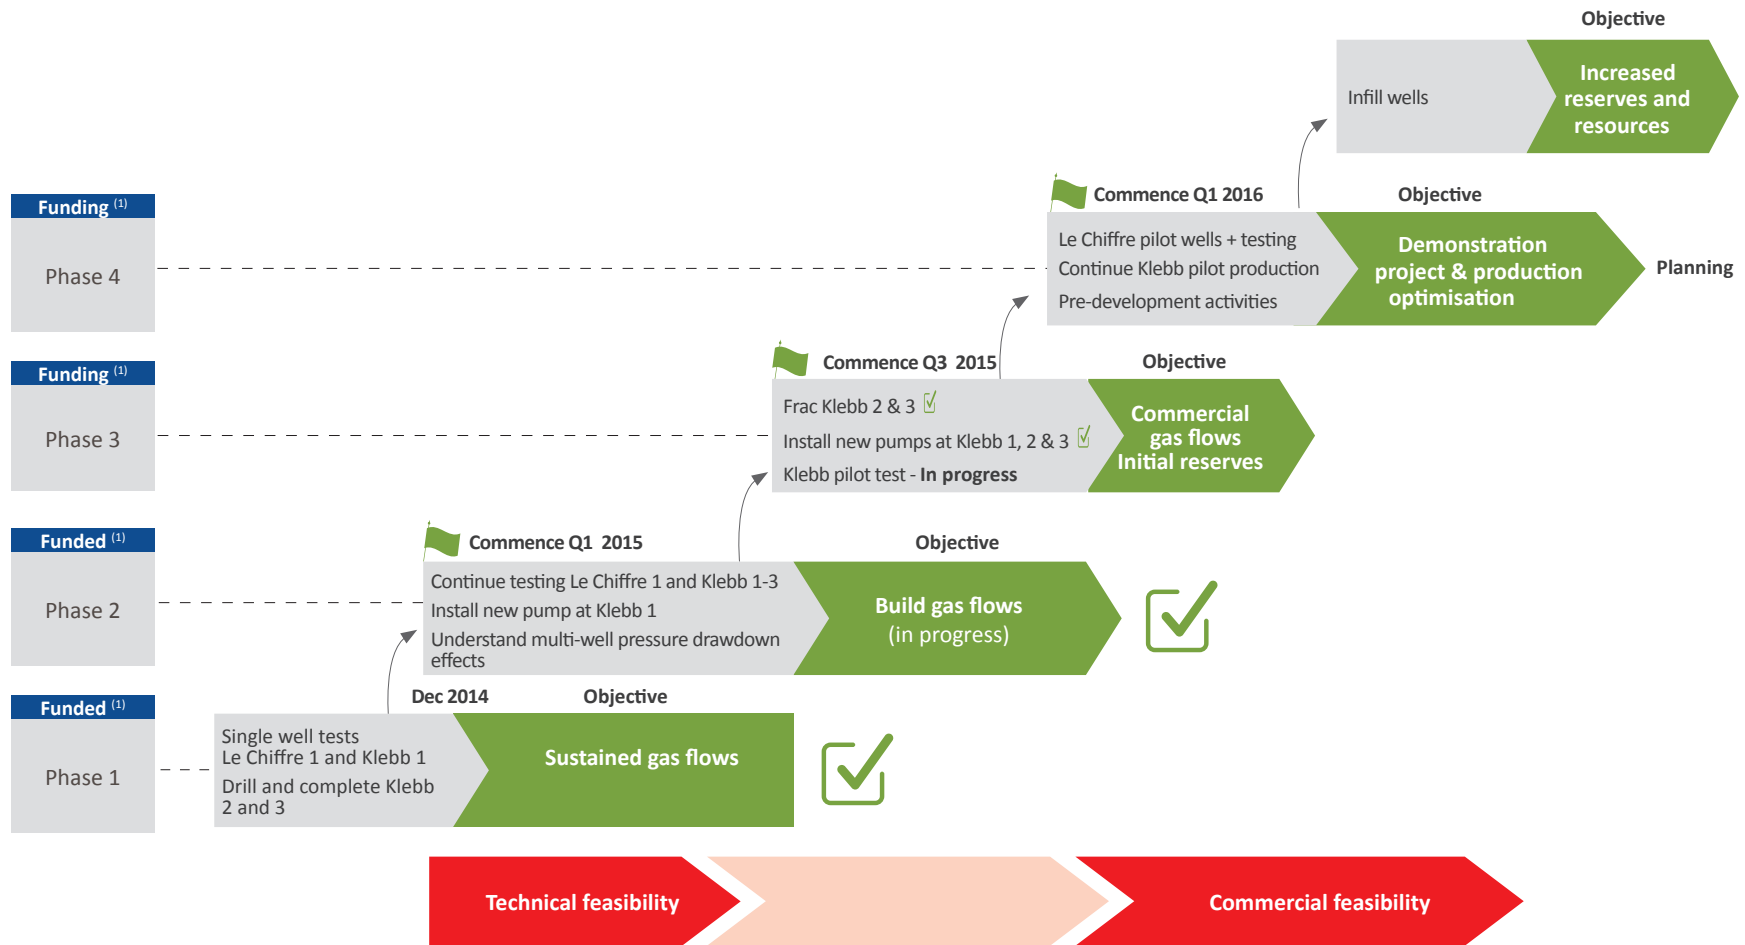 Objective
Infill wells
Increased
reserves and
resources
Funding (1)
Phase 4
Commence Q1 2016
Objective
Le Chiffre pilot wells + testing
Continue Klebb pilot production
Pre-development activities
Demonstration
project & production
optimisation
Planning
Funding (1)
Phase 3
Commence Q3 2015
Objective
Frac Klebb 2 & 3
Install new pumps at Klebb 1, 2 & 3
Klebb pilot test - In progress
Commercial
gas flows
Initial reserves
Funded (1)
Phase 2
Commence Q1 2015
Objective
Continue testing Le Chiffre 1 and Klebb 1-3
Install new pump at Klebb 1
Understand multi-well pressure drawdown
effects
Build gas flows
(in progress)
Funded (1)
Phase 1
Dec 2014
Objective
Single well tests
Le Chiffre 1 and Klebb 1
Drill and complete Klebb
2 and 3
Sustained gas flows
Technical feasibility
Commercial feasibility